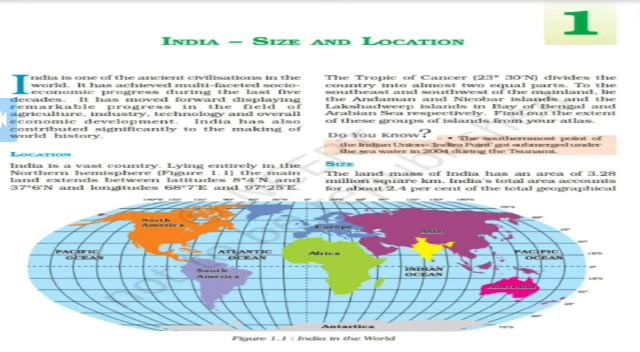 1
INDIA – SIZE AND LOCATION
India is one of the ancient civilisations in the
world. It has achieved multi-faceted socio-
economic progress during the last five
decades. It has moved forward displaying
remarkable progress in the field of
agriculture, industry, technology and overall
economic development. India has also
contributed significantly to the making of
world history.
LOCATION
India is a vast country. Lying entirely in the
Northern hemisphere (Figure 1.1) the main
land extends between latitudes 8°4'N and
37°6'N and longitudes 68°7'E and 97°25'E.
The Tropic of Cancer (23° 30'N) divides the
country into almost two equal parts. To the
southeast and southwest of the mainland, lie
the Andaman and Nicobar islands and the
Lakshadweep islands in Bay of Bengal and
Arabian Sea respectively. Find out the extent
of these groups of islands from your atlas.
DO YOU KNOW?
• The southernmost point of
the Indian Union– 'Indira Point' got submerged under
the sea water in 2004 during the Tsunami.
SIZE
The land mass of India has an area of 3.28
million square km. India's total area accounts
for about 2.4 per cent of the total geographical
North
America
Europe
Asia
PACIFIC
OCEAN
ATLANTIC
OCEAN
Africa
PACIFIC
OCEAN
South
America
INDIAN
OCEAN
Australia
Antartica
Figure 1.1 : India in the World